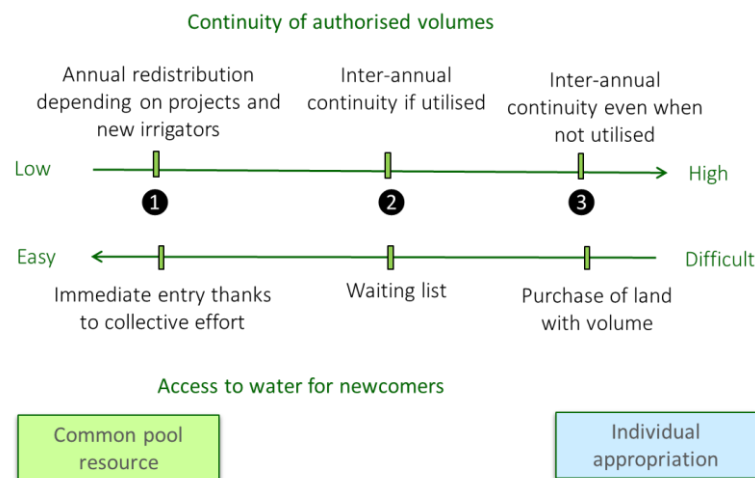 Continuity of authorised volumes
Annual redistribution
depending on projects and
new irrigators
Inter-annual
continuity if utilised
Inter-annual
continuity even when
not utilised
Low
High
1
2
3
Easy
Difficult
Immediate entry thanks
to collective effort
Waiting list
Purchase of land
with volume
Access to water for newcomers
Common pool
resource
Individual
appropriation